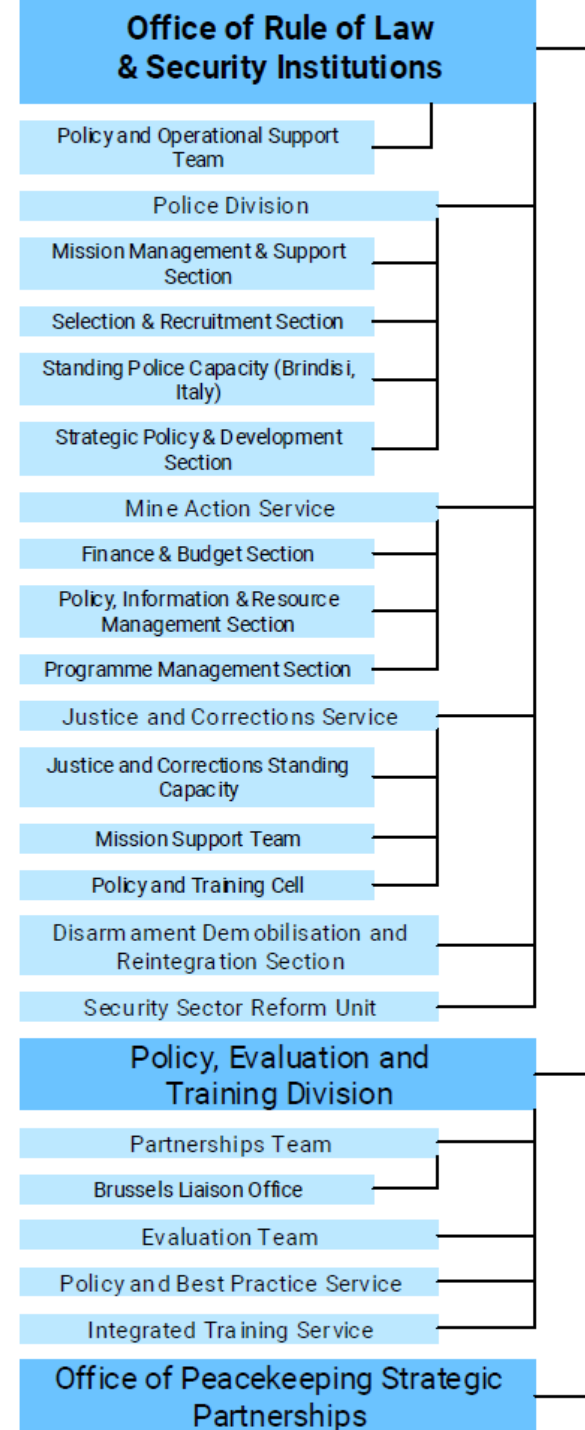 Office of Rule of Law
& Security Institutions
Policy and Operational Support
Team
Police Division
Mission Management & Support
Section
Selection & Recruitment Section
Standing Police Capacity (Brindisi,
Italy)
Strategic Policy & Development
Section
Mine Action Service
Finance & Budget Section
Policy, Information & Resource
Management Section
Programme Management Section
Justice and Corrections Service
Justice and Corrections Standing
Capacity
Mission Support Team
Policy and Training Cell
Disarmament Demobilisation and
Reintegration Section
Security Sector Reform Unit
Policy, Evaluation and
Training Division
Partnerships Team
Brussels Liaison Office
Evaluation Team
Policy and Best Practice Service
Integrated Training Service
Office of Peacekeeping Strategic
Partnerships